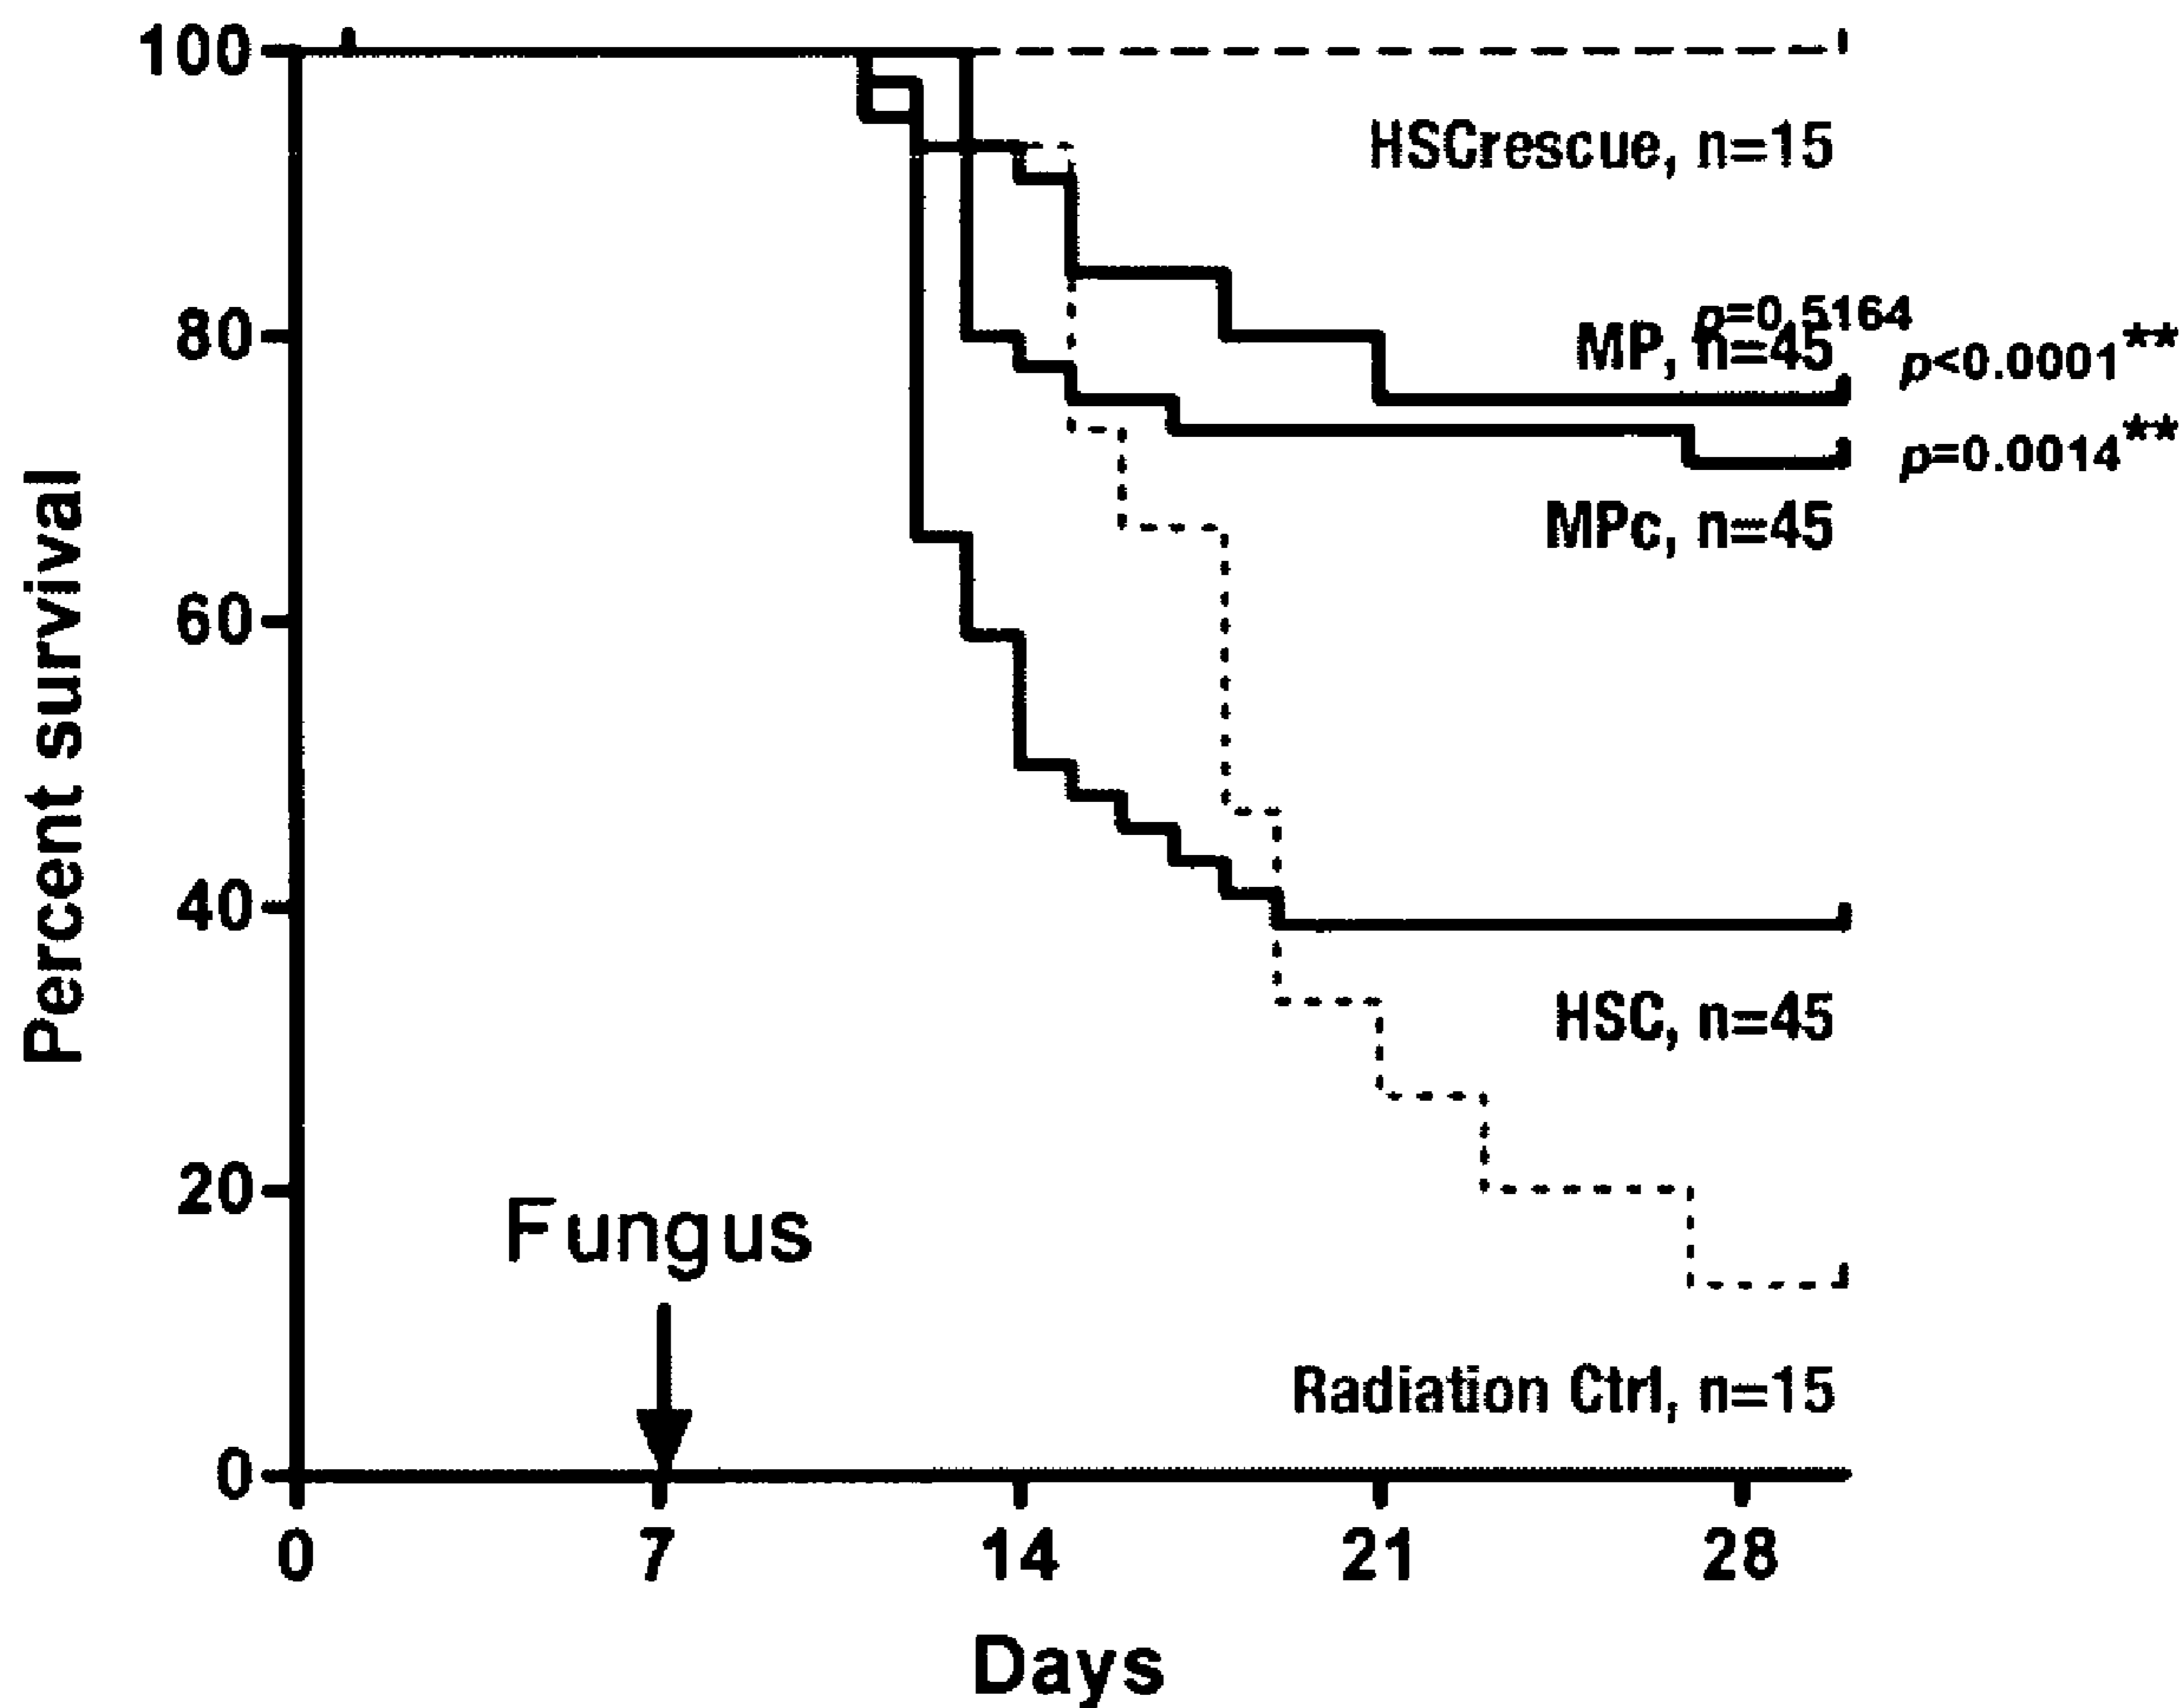 100
HSCrescue, n=15
p=0.5164
80
MP, n=45
p<0.0001**
p=0.0014**
MPc, n=45
Percent survival
60
40
HSC, n=45
20
Fungus
Radiation Ctrl, n=15
0
0 7 14 21 28
Days